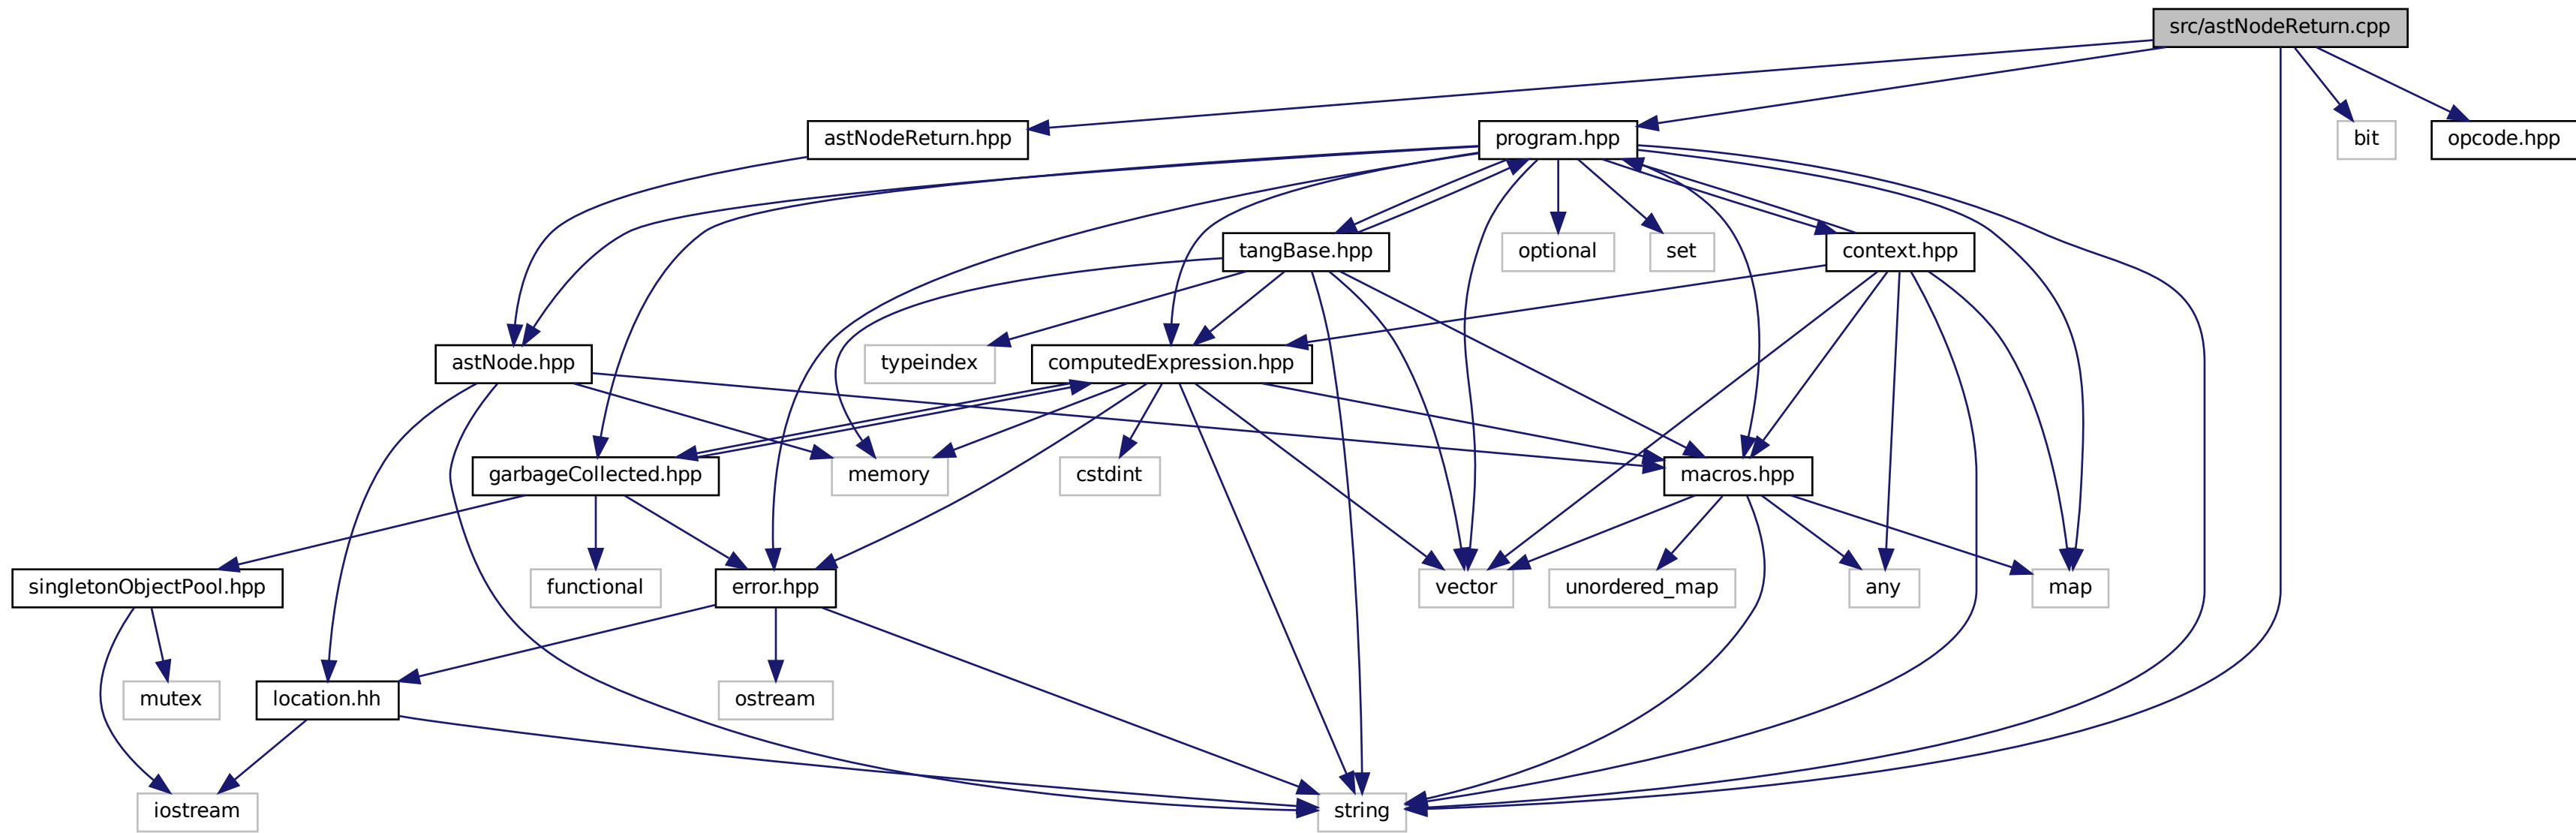 src/astNodeReturn.cpp
astNodeReturn.hpp
program.hpp
bit
opcode.hpp
tangBase.hpp
optional
set
context.hpp
astNode.hpp
typeindex
computedExpression.hpp
garbageCollected.hpp
memory
cstdint
macros.hpp
singletonObjectPool.hpp
functional
error.hpp
vector
unordered_map
any
map
mutex
location.hh
ostream
iostream
string